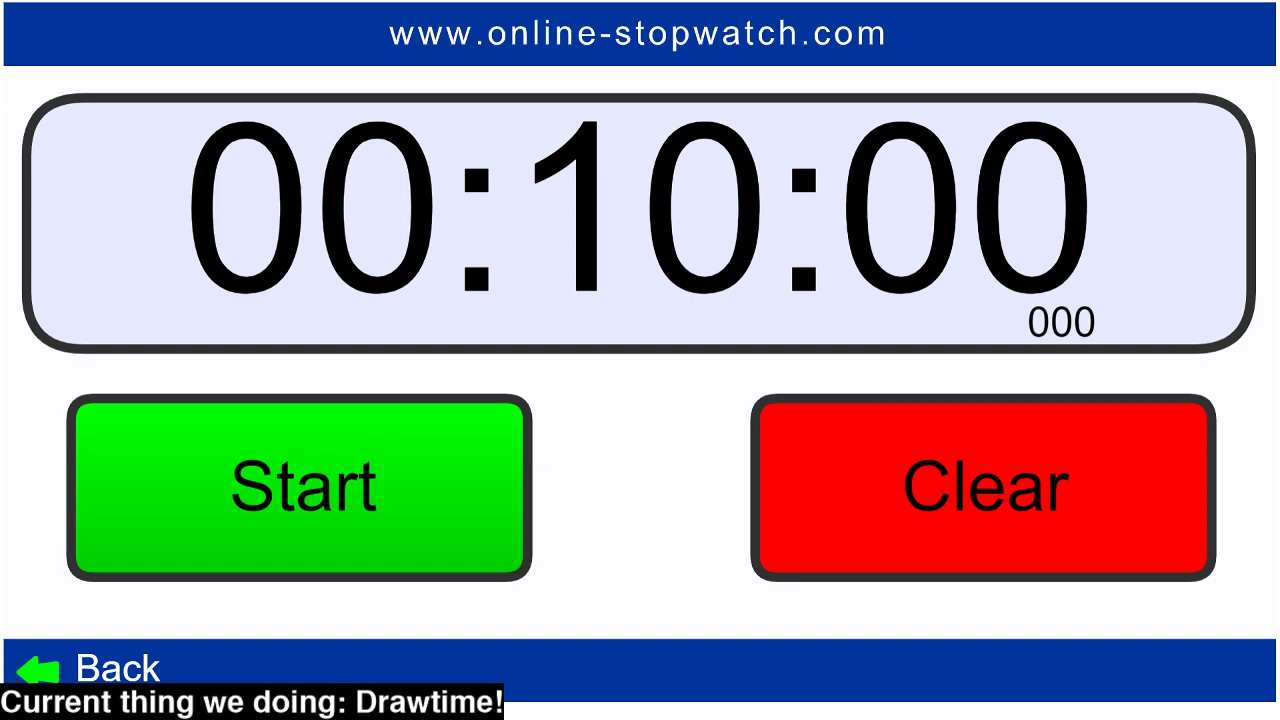 www.online-stopwatch.com
00:10:00
000
Start
Clear
Back
Current thing we doing: Drawtime!